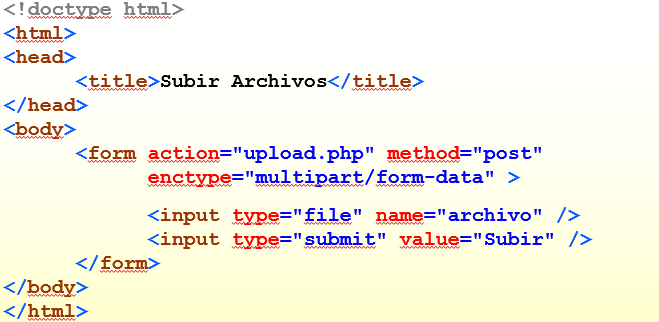 <!doctype html>
<html>
<head>
<title>Subir Archivos</title>
</head>
<body>
<form action="upload.php" method="post"
enctype="multipart/form-data" >
<input type="file" name="archivo" />
<input type="submit" value="Subir" />
</form>
</body>
</html>